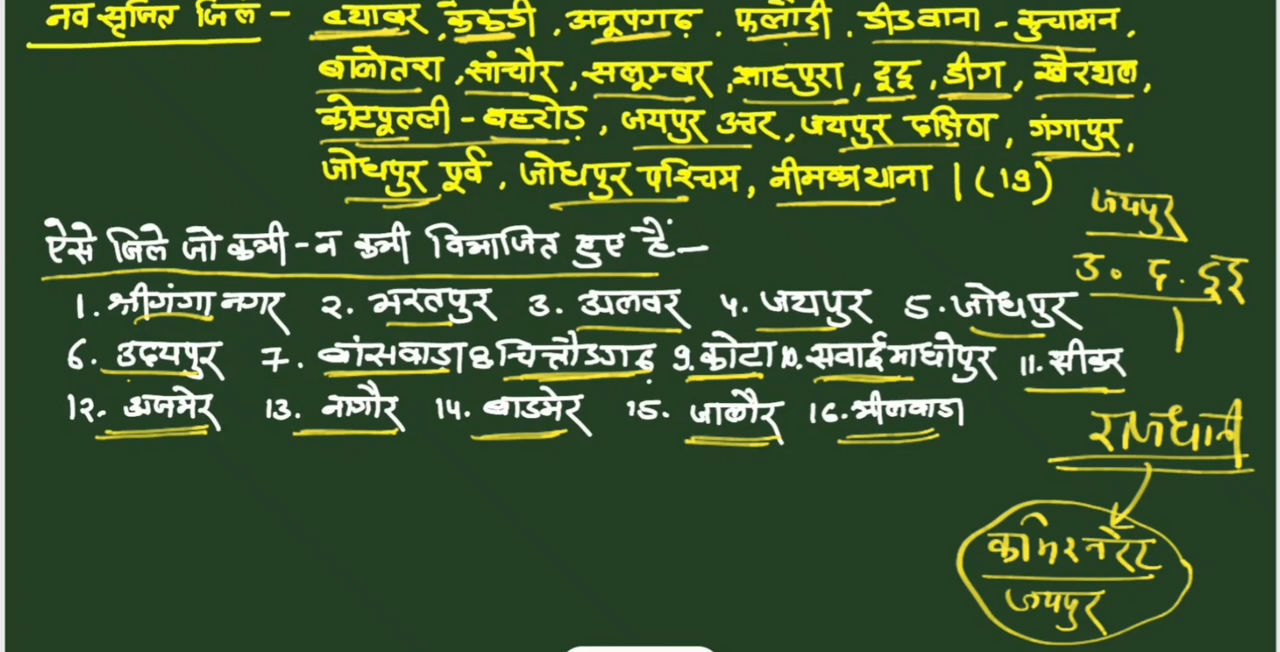 नव सृजित जिले - ब्यावर, केकडी, अनूपगढ़, फलौदी, डीडवाना - कुचामन,
बालोतरा, सांचौर, सलूम्बर, शाहपुरा, दूदू, डीग, खैरथल,
कोटपूतली - बहरोड़, जयपुर उत्तर, जयपुर दक्षिण, गंगापुर,
जोधपुर पूर्व, जोधपुर पश्चिम, नीमकाथाना | (19)
जयपुर
उ. द. दूदू
ऐसे जिले जो कभी-न कभी विभाजित हुए हैं-
1. श्रीगंगानगर 2. भरतपुर 3. अलवर 4. जयपुर 5. जोधपुर
6. उदयपुर 7. बांसवाडा 8 चित्तौडगढ़ 9. कोटा 10. सवाईमाधोपुर 11. सीकर
12. अजमेर 13. नागौर 14. बाडमेर 15. जालौर 16. भीलवाडा
राजधानी
कमिश्नरेट
जयपुर